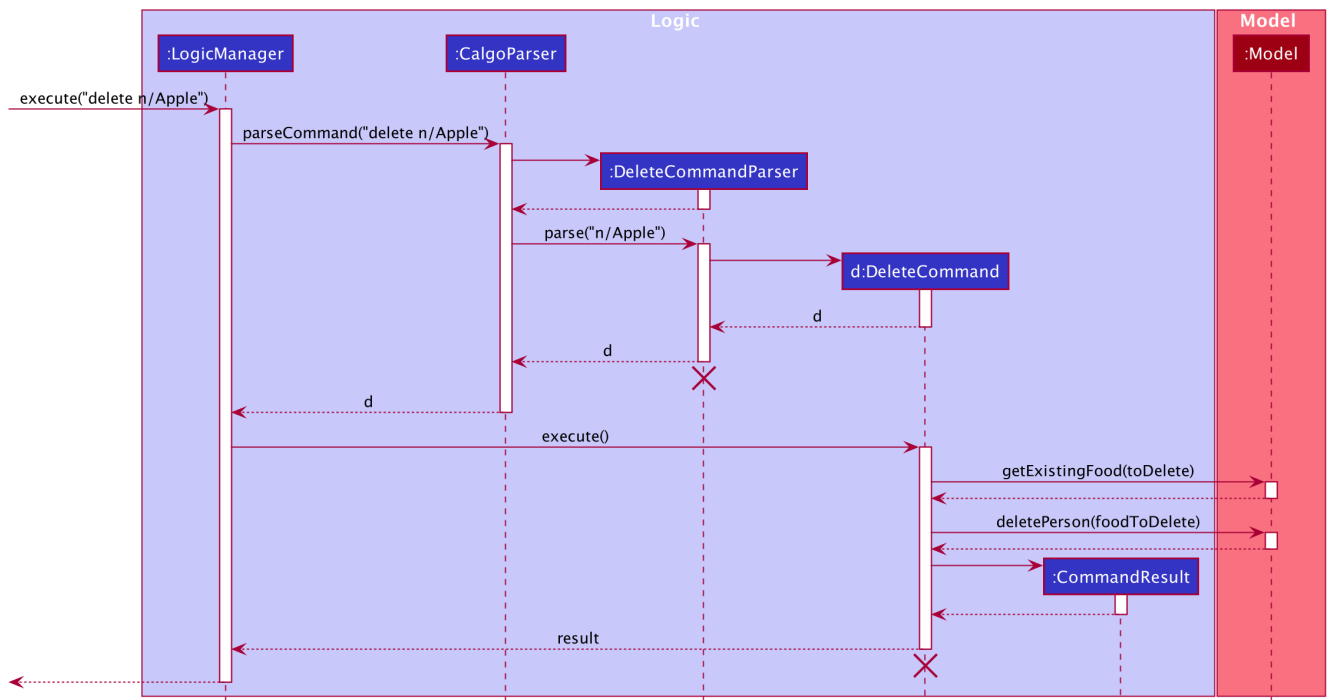 Logic
Model
:LogicManager
:CalgoParser
:Model
execute("delete n/Apple")
parseCommand("delete n/Apple")
:DeleteCommandParser
parse("n/Apple")
d:DeleteCommand
d
d
d
execute()
getExistingFood(toDelete)
deletePerson(foodToDelete)
:CommandResult
result